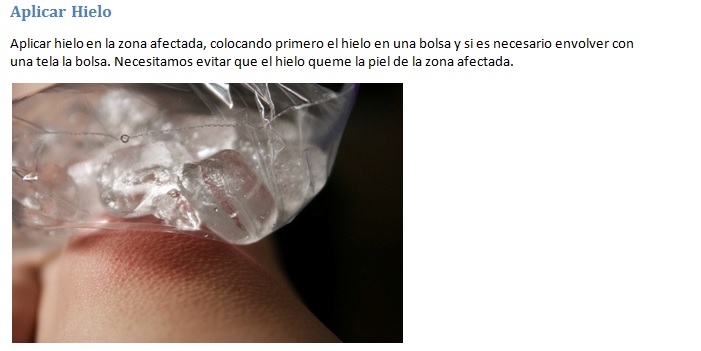 Aplicar Hielo
Aplicar hielo en la zona afectada, colocando primero el hielo en una bolsa y si es necesario envolver con
una tela la bolsa. Necesitamos evitar que el hielo queme la piel de la zona afectada.